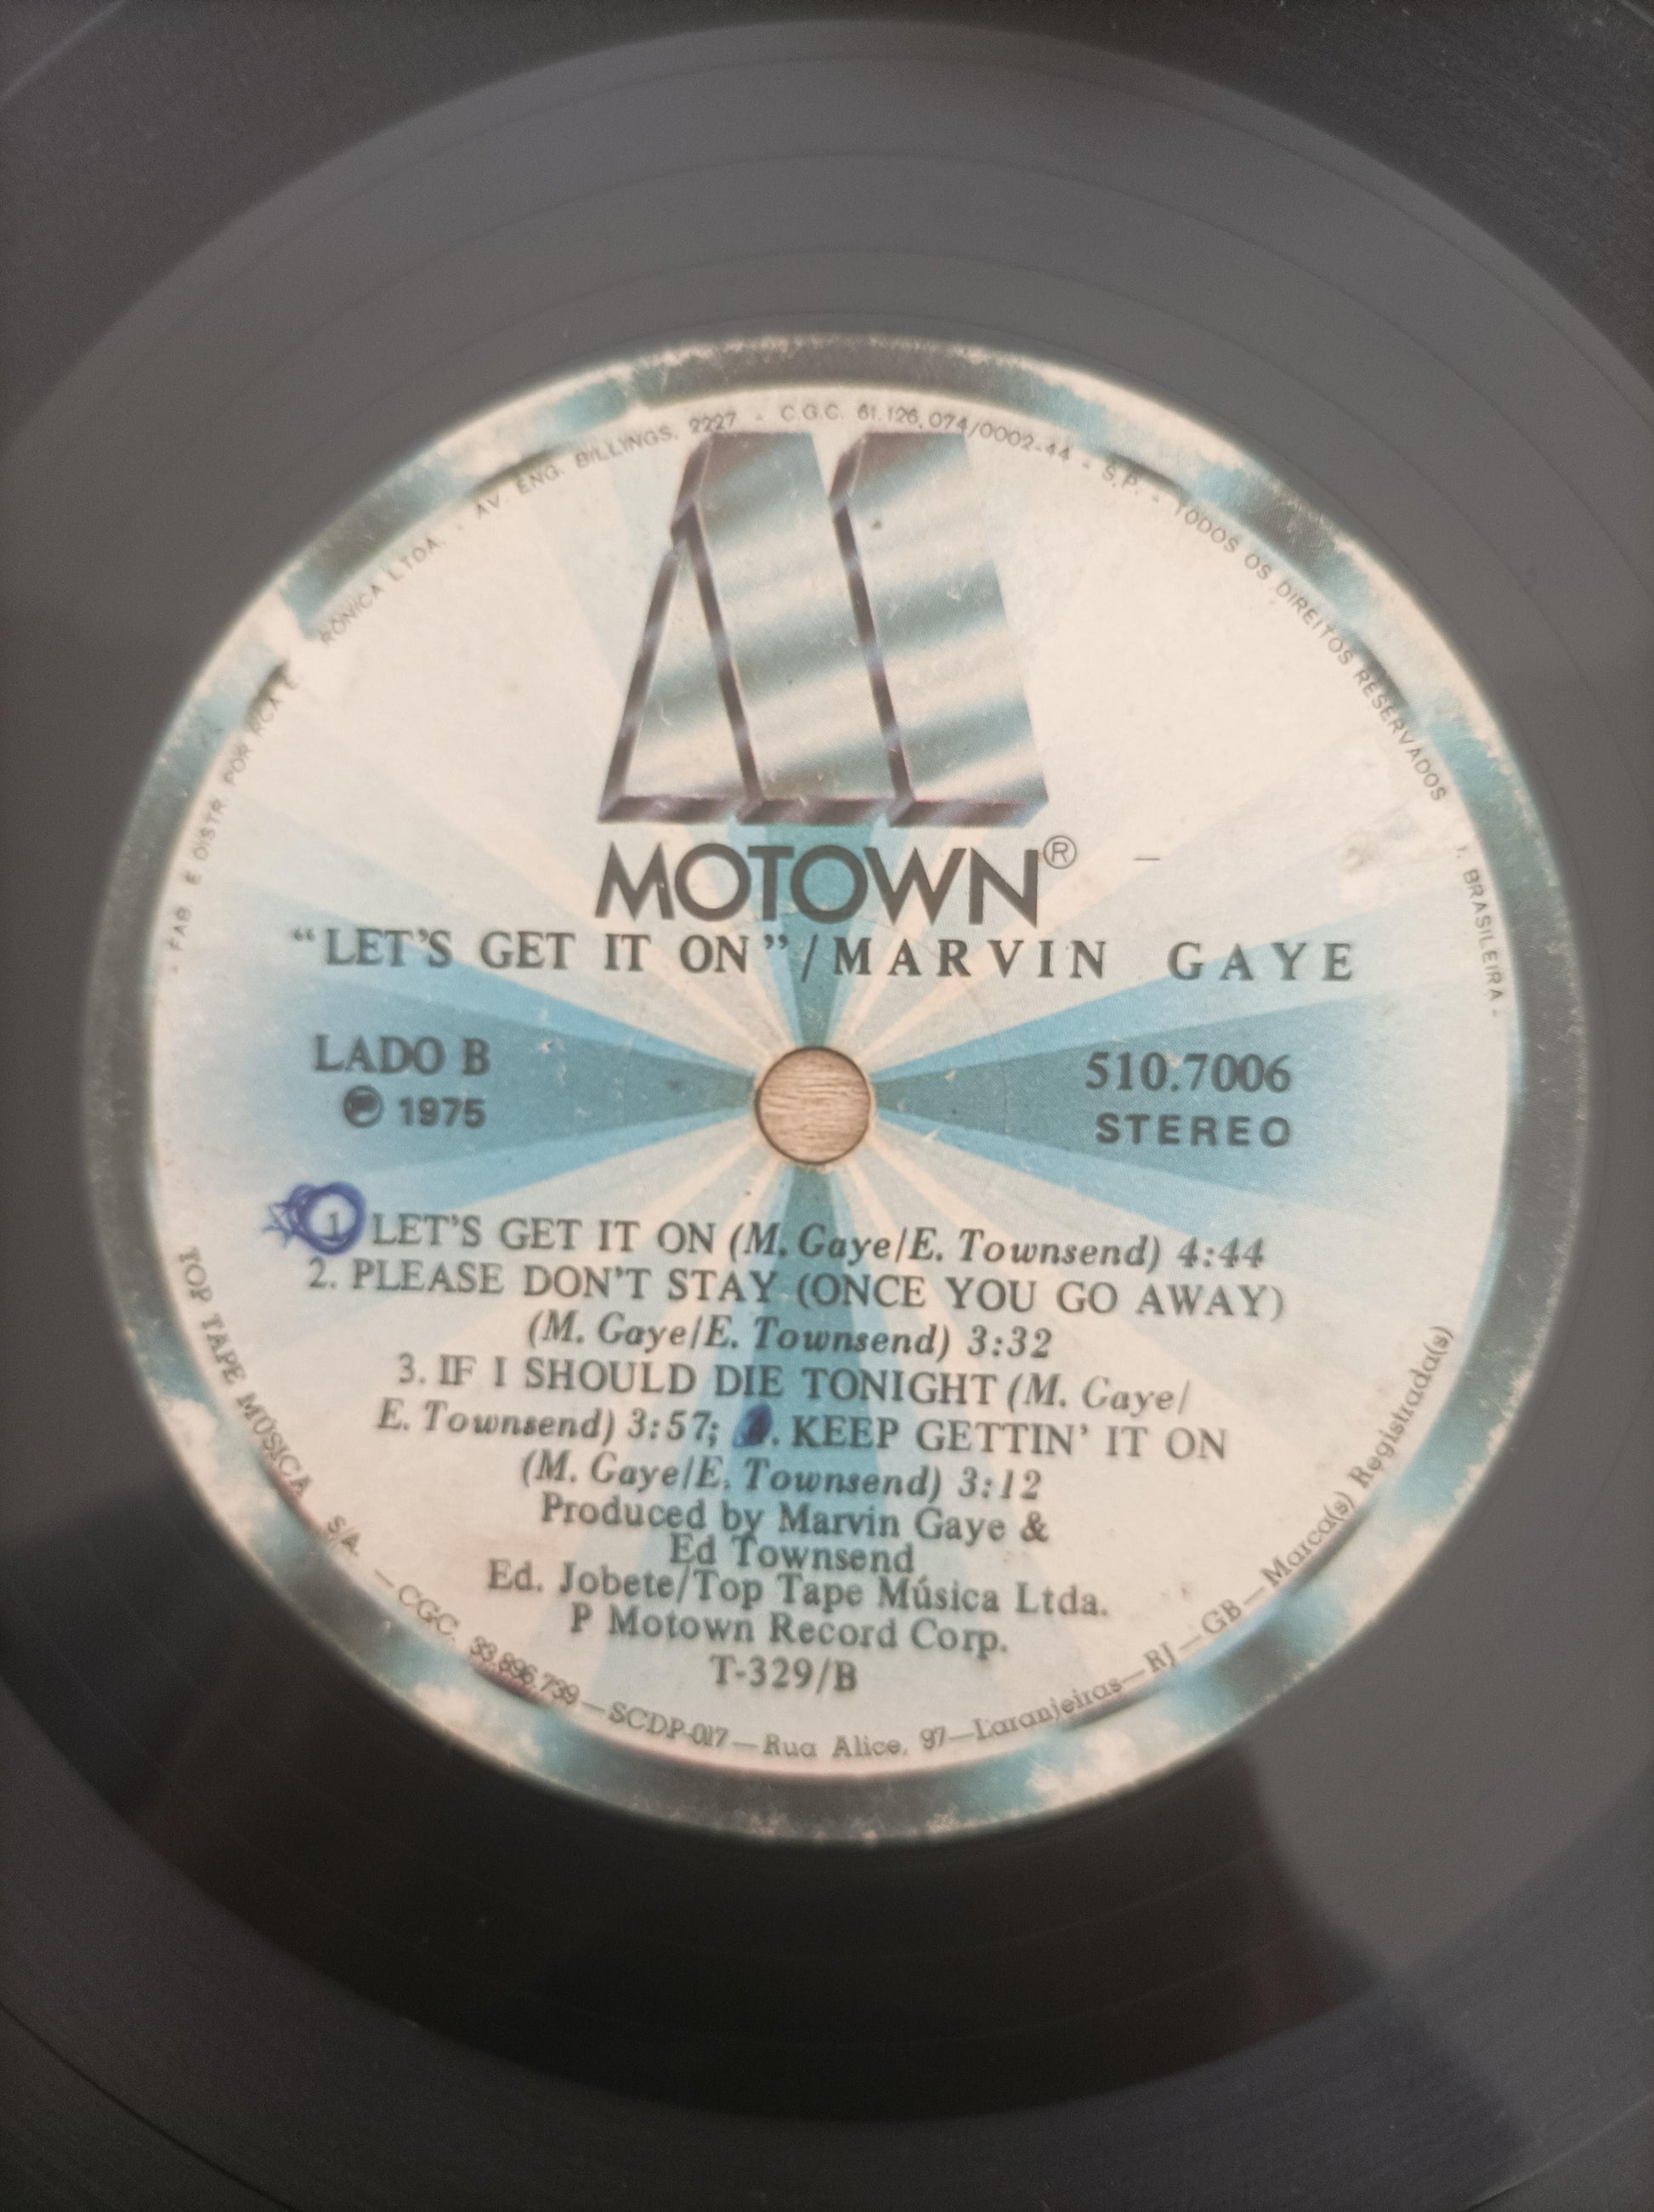 - FAB. E DISTR. POR RCA E RÔNICA LTDA. - AV. ENG. BILLINGS, 2227 - C.G.C. 61.126.074/0002-44 - S.P. - TODOS OS DIREITOS RESERVADOS BRASILEIRA -
MOTOWN®
"LET'S GET IT ON"/MARVIN GAYE
LADO B
℗ 1975
510.7006
STEREO
1 LET'S GET IT ON (M. Gaye/E. Townsend) 4:44
2. PLEASE DON'T STAY (ONCE YOU GO AWAY)
(M. Gaye/E. Townsend) 3:32
3. IF I SHOULD DIE TONIGHT (M. Gaye/
E. Townsend) 3:57; . KEEP GETTIN' IT ON
(M. Gaye/E. Townsend) 3:12
Produced by Marvin Gaye &
Ed Townsend
Ed. Jobete/Top Tape Música Ltda.
P Motown Record Corp.
T-329/B
TOP TAPE MÚSICA S/A. — CGC. 33.896.739 — SCDP-017 — Rua Alice, 97 — Laranjeiras — RJ — GB — Marca(s) Registrada(s)